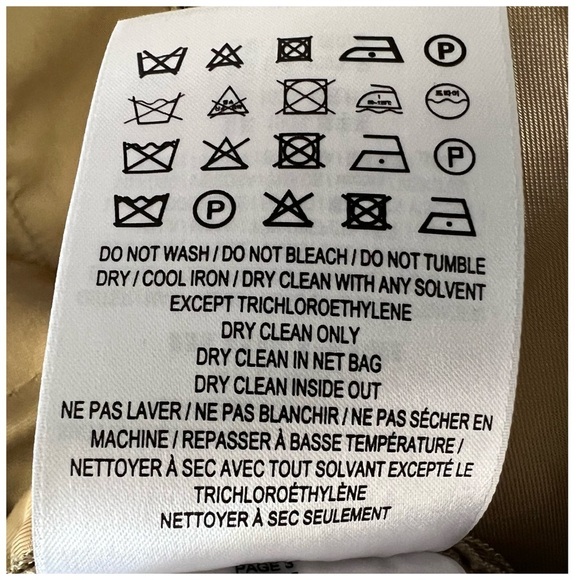 P
P
P
DO NOT WASH / DO NOT BLEACH / DO NOT TUMBLE
DRY / COOL IRON / DRY CLEAN WITH ANY SOLVENT
EXCEPT TRICHLOROETHYLENE
DRY CLEAN ONLY
DRY CLEAN IN NET BAG
DRY CLEAN INSIDE OUT
NE PAS LAVER / NE PAS BLANCHIR / NE PAS SÉCHER EN
MACHINE / REPASSER À BASSE TEMPÉRATURE /
NETTOYER À SEC AVEC TOUT SOLVANT EXCEPTÉ LE
TRICHLOROÉTHYLÈNE
NETTOYER À SEC SEULEMENT
PAGE 3